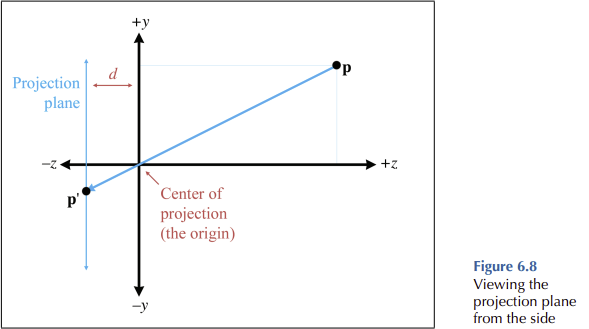 +y
d
p
Projection
plane
−z
+z
p'
Center of
projection
(the origin)
−y
Figure 6.8
Viewing the
projection plane
from the side